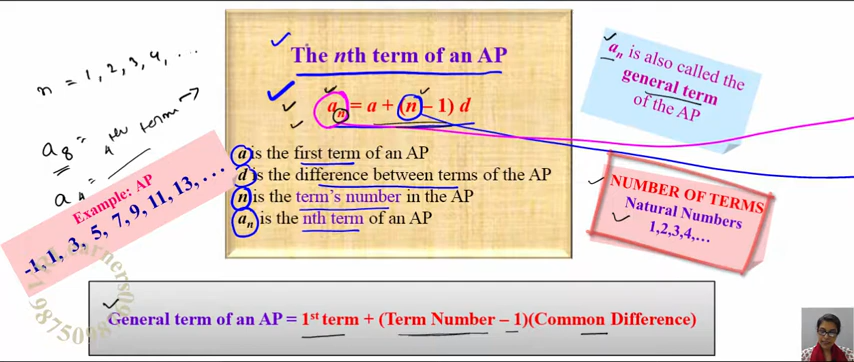 The nth term of an AP
aₙ = a + (n – 1) d
a is the first term of an AP
d is the difference between terms of the AP
n is the term's number in the AP
aₙ is the nth term of an AP
aₙ is also called the
general term
of the AP
NUMBER OF TERMS
Natural Numbers
1,2,3,4,…
n = 1, 2, 3, 4, ...
a₈ =
term →
a₄ =
Example: AP
-1, 1, 3, 5, 7, 9, 11, 13, . . .
General term of an AP = 1st term + (Term Number – 1)(Common Difference)